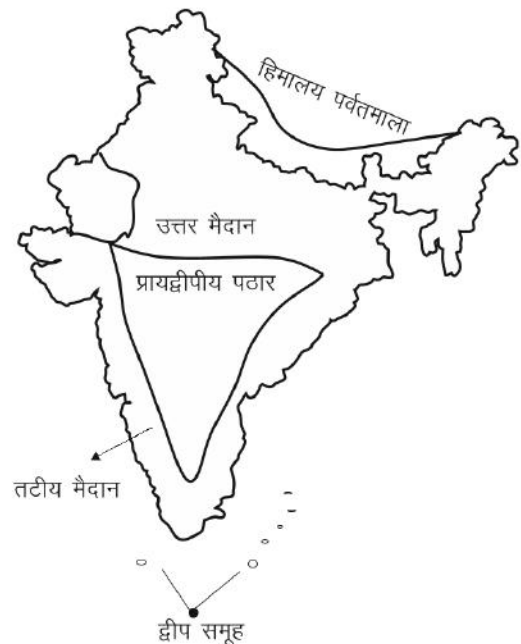 हिमालय पर्वतमाला
उत्तर मैदान
प्रायद्वीपीय पठार
तटीय मैदान
द्वीप समूह